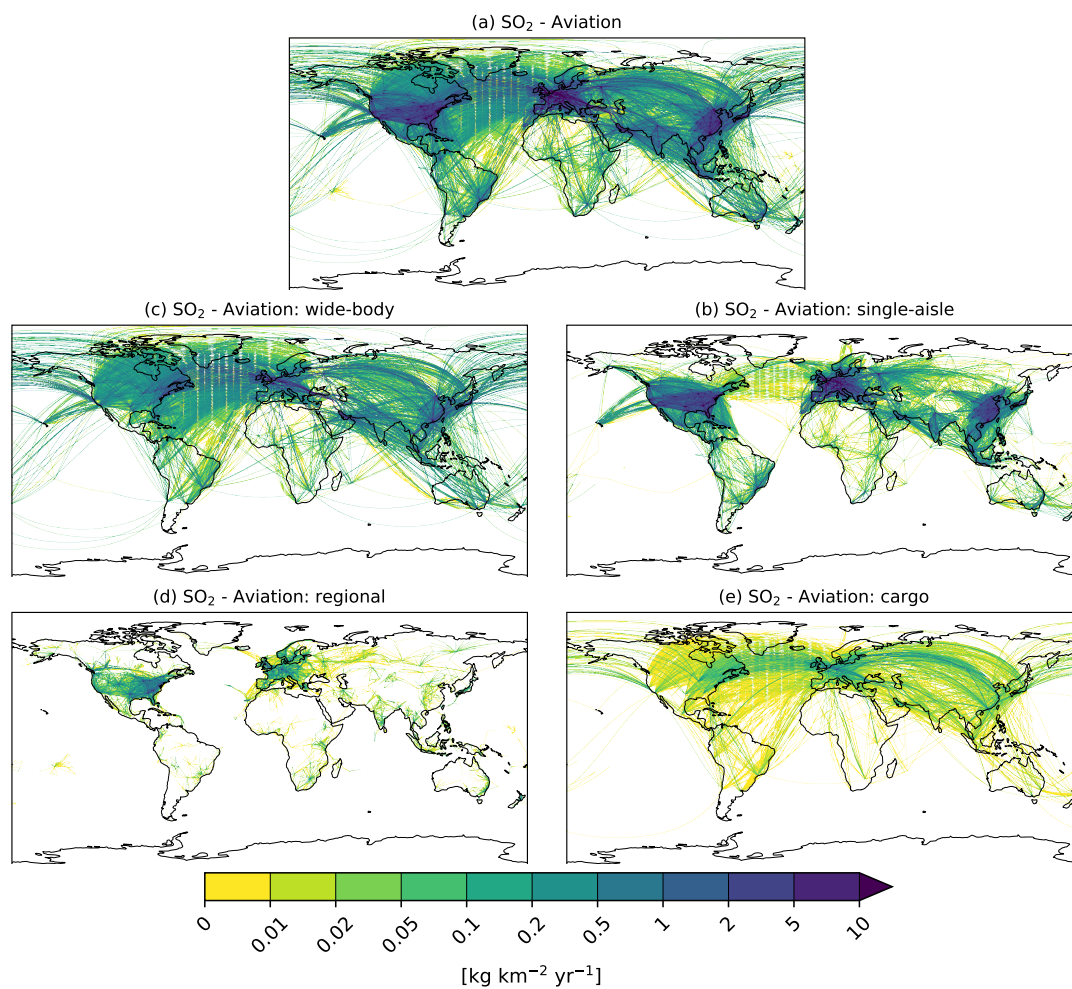 (a) SO₂ - Aviation
(c) SO₂ - Aviation: wide-body
(b) SO₂ - Aviation: single-aisle
(d) SO₂ - Aviation: regional
(e) SO₂ - Aviation: cargo
0 0.01 0.02 0.05 0.1 0.2 0.5 1 2 5 10
[kg km⁻² yr⁻¹]